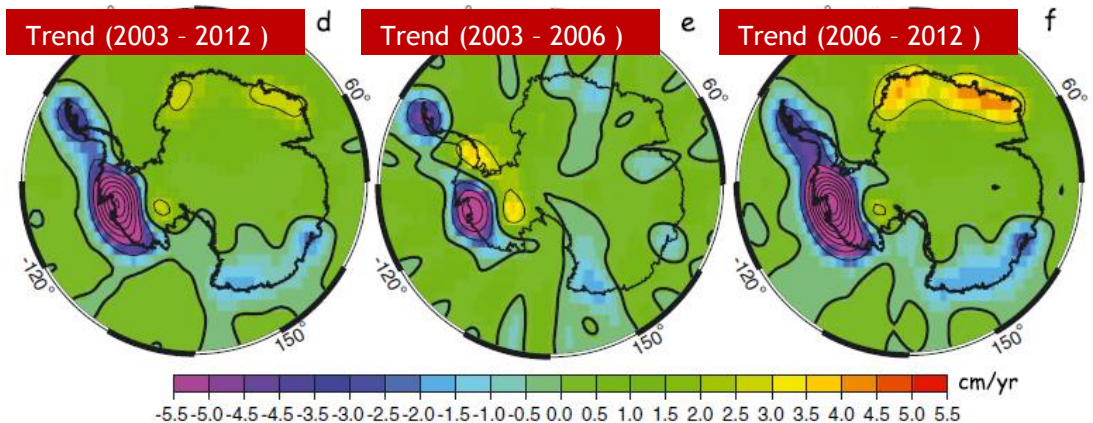 Trend (2003 - 2012 ) d
Trend (2003 - 2006 ) e
Trend (2006 - 2012 ) f
60° 60° 60°
-120° -120° -120°
150° 150° 150°
cm/yr
-5.5 -5.0 -4.5 -3.5 -3.0 -2.5 -2.0 -1.5 -1.0 -0.5 0.0 0.5 1.0 1.5 2.0 2.5 3.0 3.5 4.0 4.5 5.0 5.5